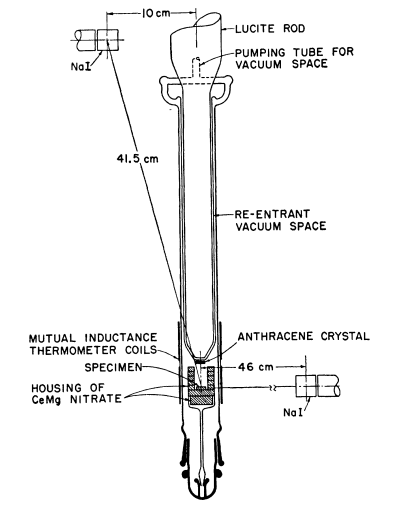 10 cm
LUCITE ROD
PUMPING TUBE FOR
VACUUM SPACE
NaI
41.5 cm
RE-ENTRANT
VACUUM SPACE
MUTUAL INDUCTANCE
THERMOMETER COILS
ANTHRACENE CRYSTAL
SPECIMEN
46 cm
HOUSING OF
CeMg NITRATE
NaI